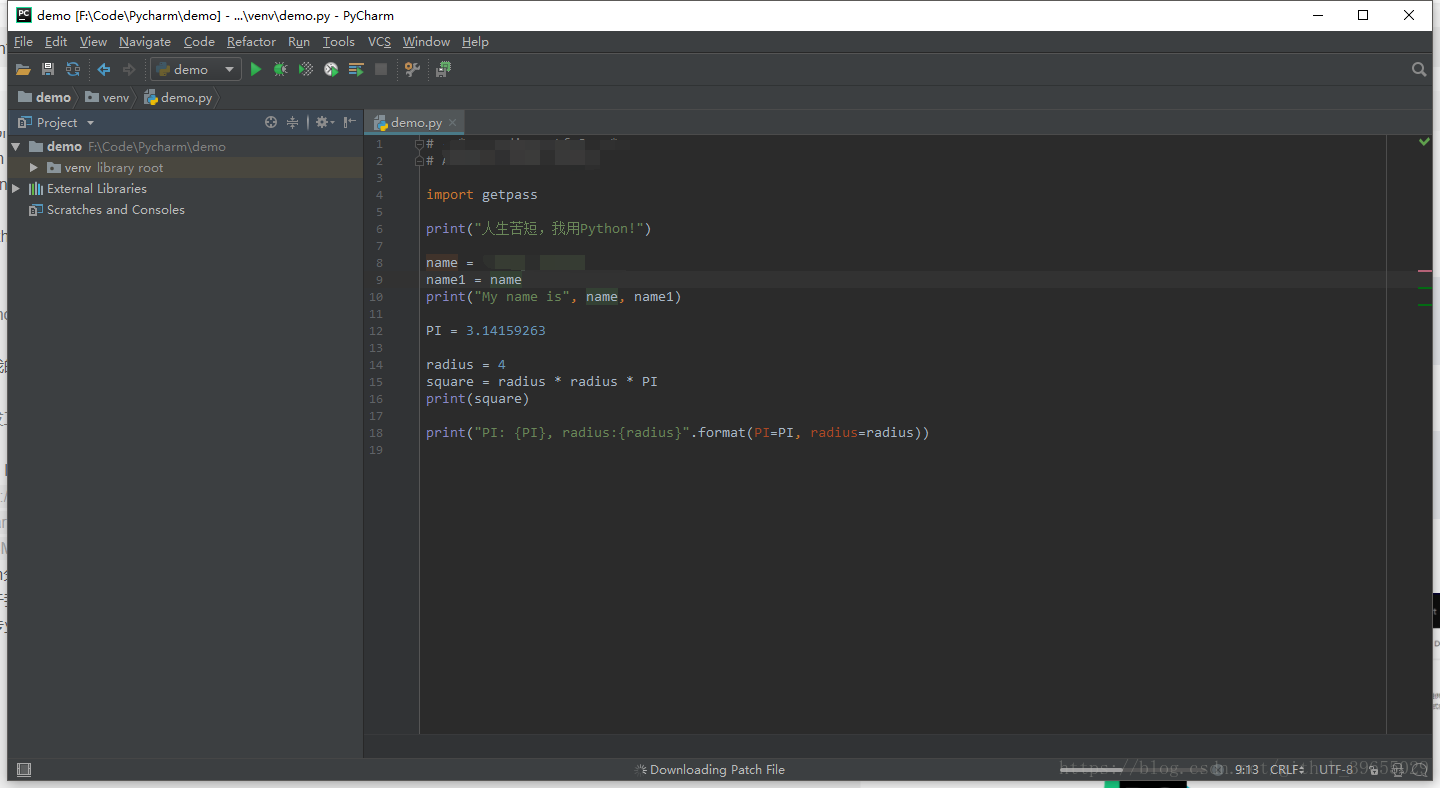 demo [F:\Code\Pycharm\demo] - ...\venv\demo.py - PyCharm
File Edit View Navigate Code Refactor Run Tools VCS Window Help
demo
demo venv demo.py
Project
demo.py
demo F:\Code\Pycharm\demo
venv library root
External Libraries
Scratches and Consoles
1 #
2 #
3
4 import getpass
5
6 print("人生苦短，我用Python!")
7
8 name =
9 name1 = name
10 print("My name is", name, name1)
11
12 PI = 3.14159263
13
14 radius = 4
15 square = radius * radius * PI
16 print(square)
17
18 print("PI: {PI}, radius:{radius}".format(PI=PI, radius=radius))
19
Downloading Patch File
9:13 CRLF UTF-8
https://blog.csdn.net/github_39655029